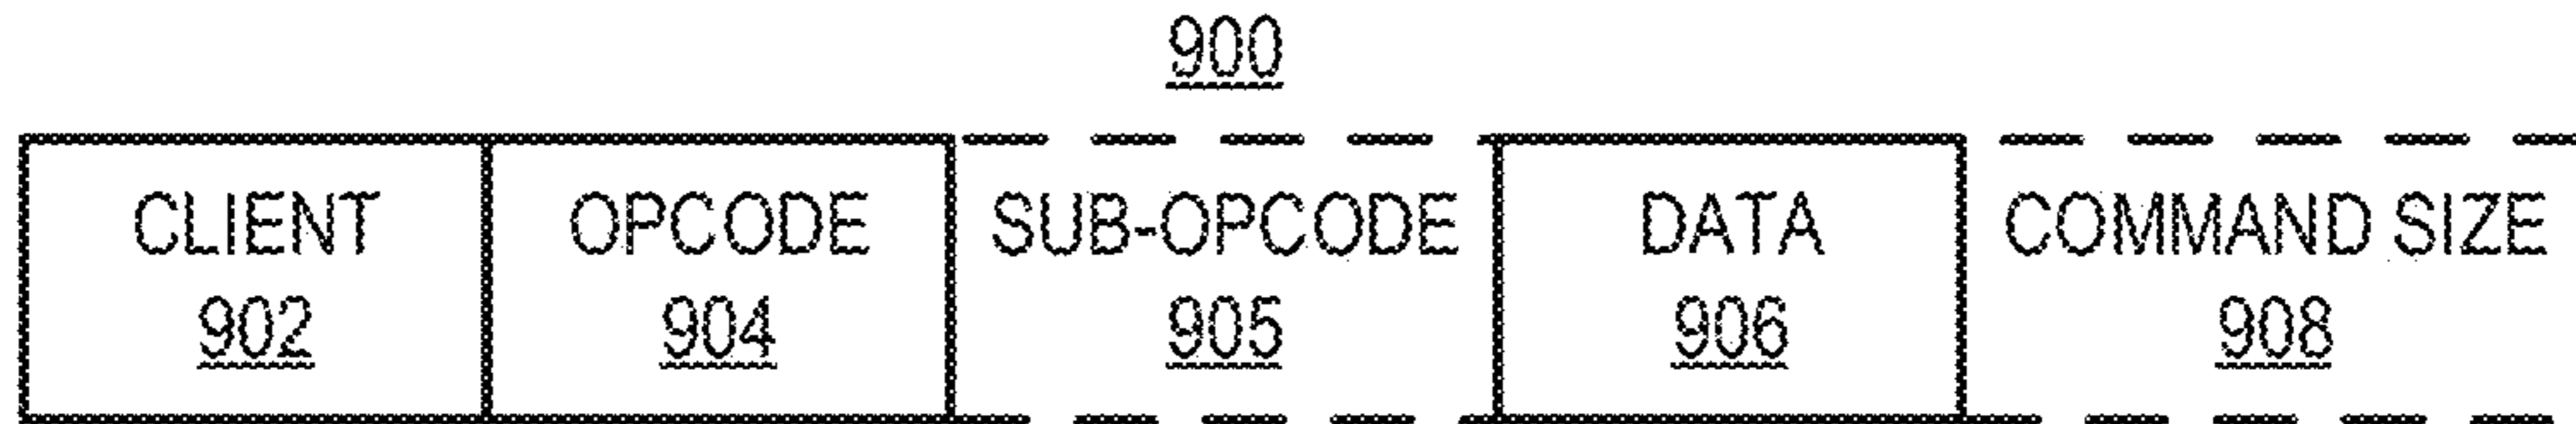 900
CLIENT OPCODE SUB-OPCODE DATA COMMAND SIZE
902 904 905 906 908